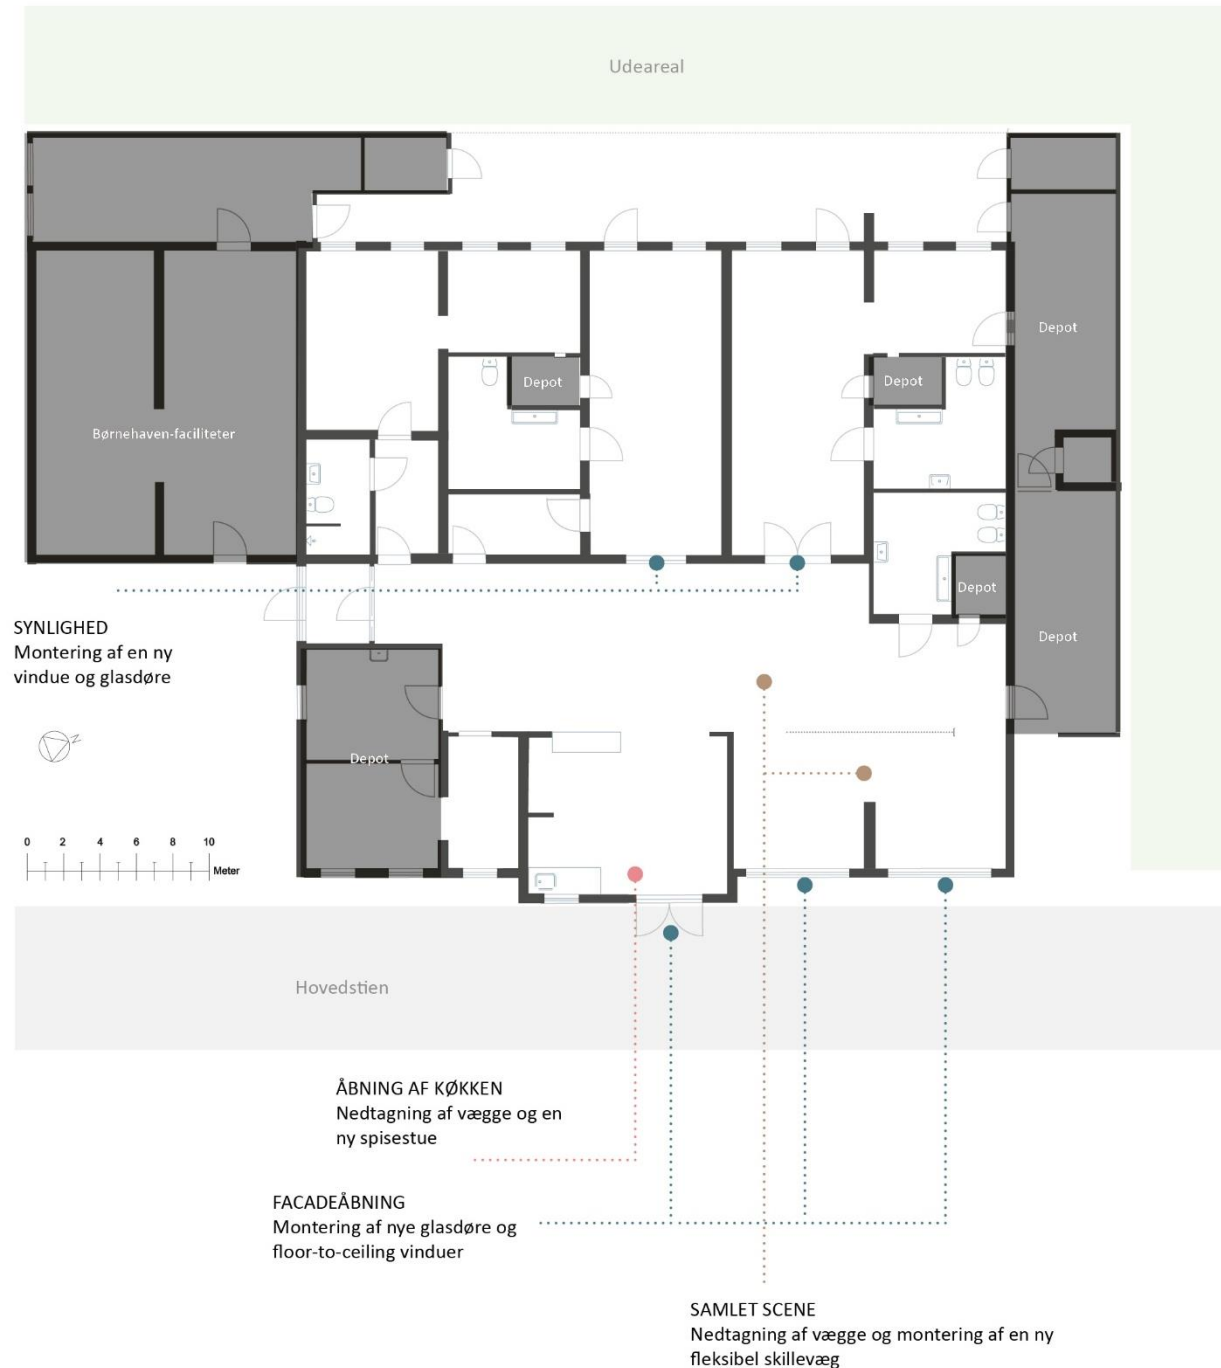 Udeareal
Depot
Depot
Depot
Børnehaven-faciliteter
Depot
Depot
SYNLIGHED
Montering af en ny
vindue og glasdøre
N
Depot
0 2 4 6 8 10
Meter
Hovedstien
ÅBNING AF KØKKEN
Nedtagning af vægge og en
ny spisestue
FACADEÅBNING
Montering af nye glasdøre og
floor-to-ceiling vinduer
SAMLET SCENE
Nedtagning af vægge og montering af en ny
fleksibel skillevæg